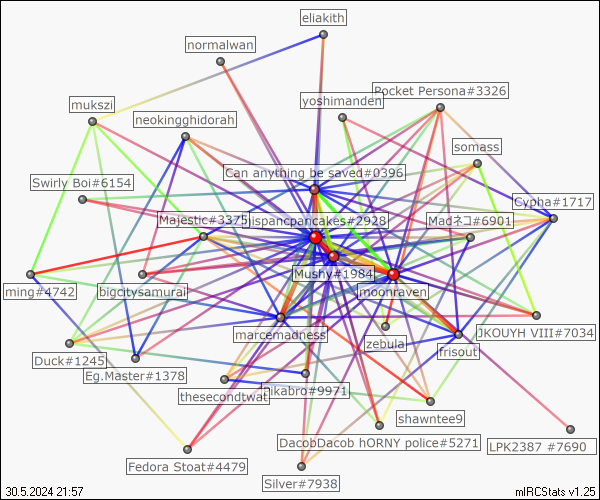 eliakith
normalwan
Pocket Persona#3326
yoshimanden
mukszi
neokingghidorah
somass
Can anything be saved#0396
Swirly Boi#6154
Cypha#1717
Majestic#3375
hispancpancakes#2928
Madネコ#6901
Mushy#1984
ming#4742
bigcitysamurai
moonraven
marcemadness
JKOUYH VIII#7034
zebula
frisout
Duck#1245
Eg.Master#1378
thesecondtwat
ikabro#9971
shawntee9
DacobDacob hORNY police#5271
LPK2387 #7690
Fedora Stoat#4479
Silver#7938
30.5.2024 21:57
mIRCStats v1.25